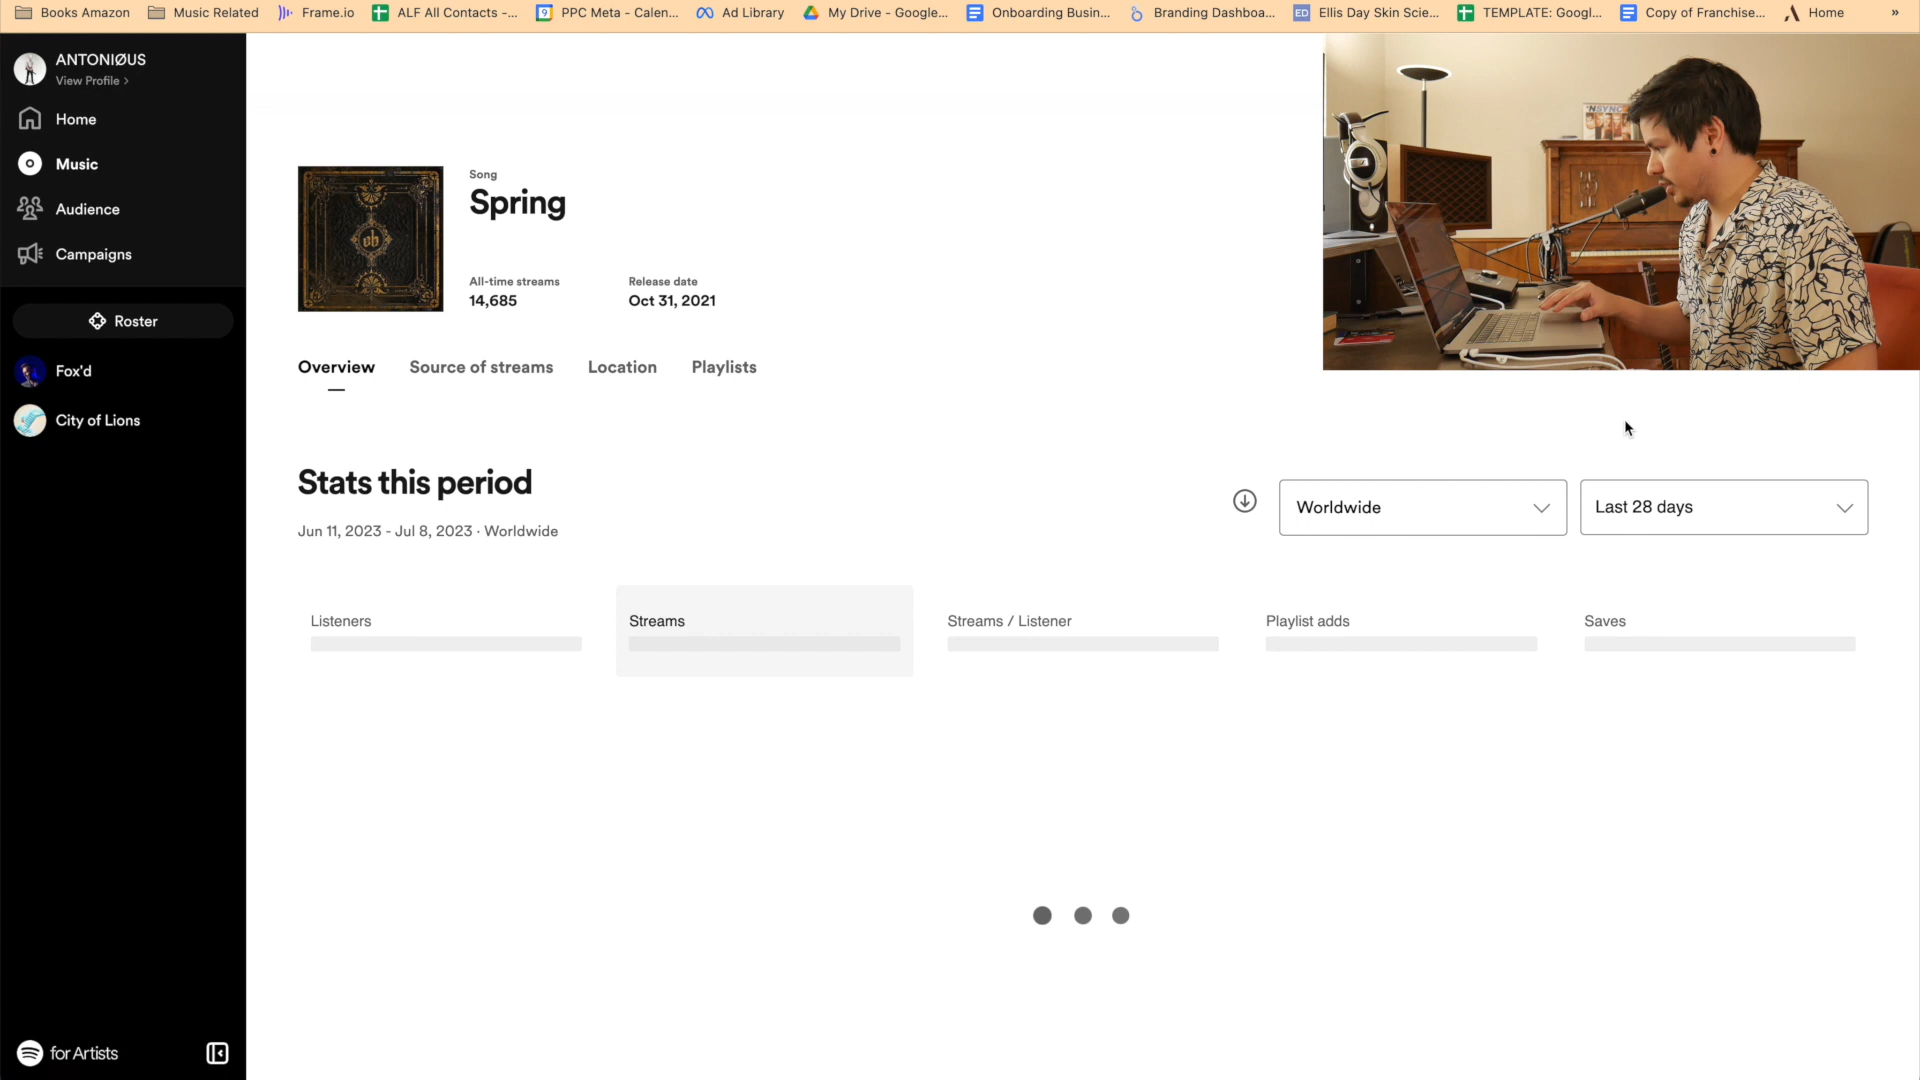 Books Amazon
Music Related
Frame.io
ALF All Contacts -...
9
PPC Meta - Calen...
Ad Library
My Drive - Google...
Onboarding Busin...
Branding Dashboa...
ED
Ellis Day Skin Scie...
TEMPLATE: Googl...
Copy of Franchise...
Home
»
ANTONIØUS
View Profile >
Home
Music
Audience
Campaigns
Roster
Fox'd
City of Lions
for Artists
Song
Spring
All-time streams
14,685
Release date
Oct 31, 2021
Overview
Source of streams
Location
Playlists
Stats this period
Jun 11, 2023 - Jul 8, 2023 · Worldwide
Worldwide
Last 28 days
Listeners
Streams
Streams / Listener
Playlist adds
Saves
*NSYNC